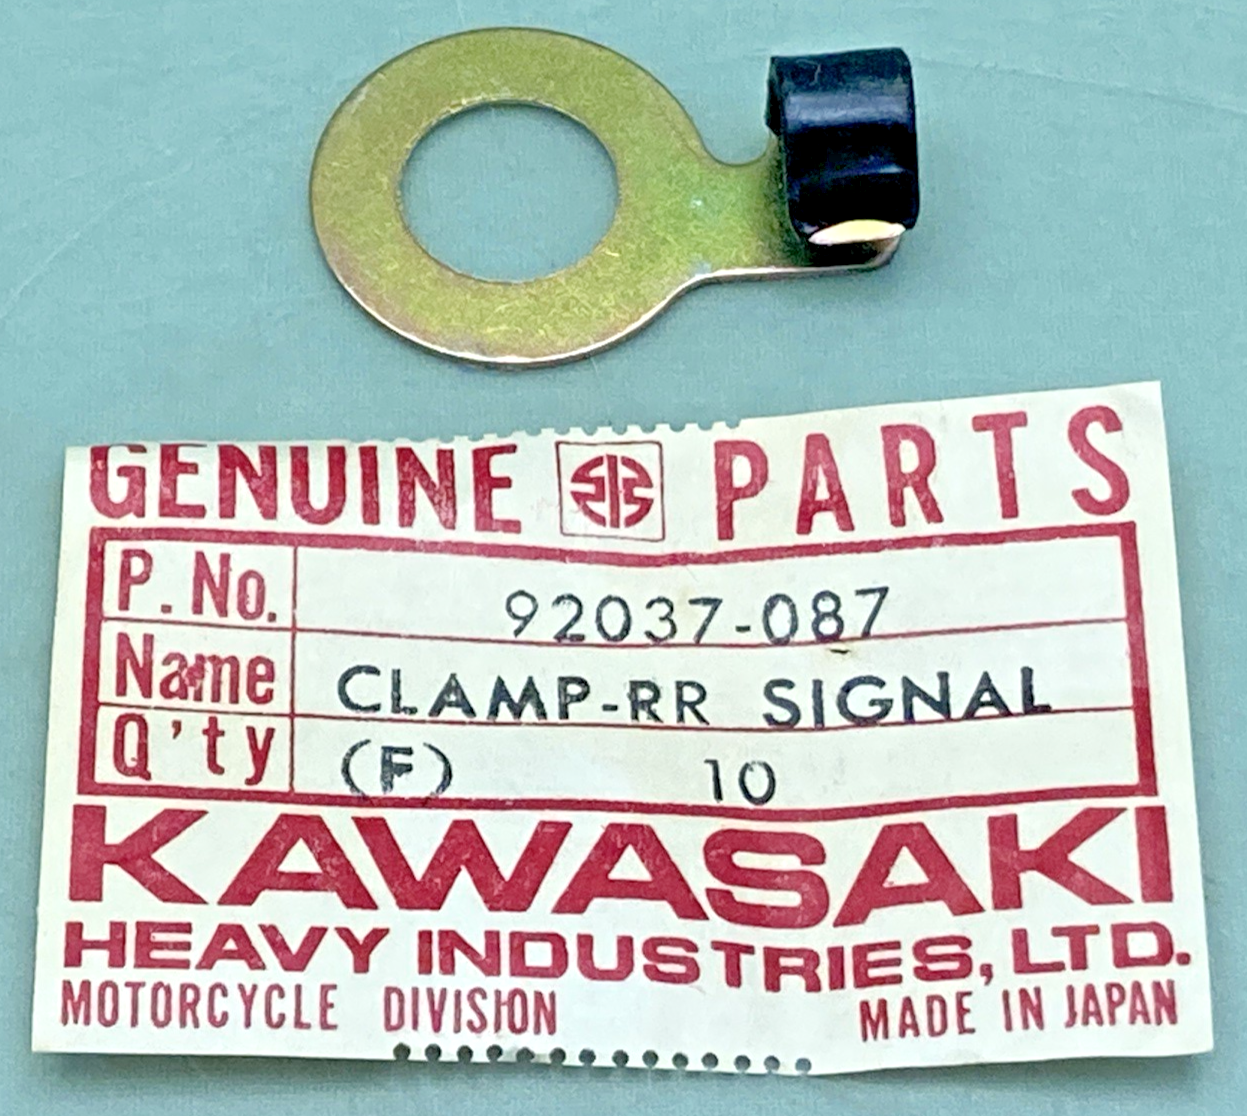 GENUINE PARTS
P. No. 92037-087
Name CLAMP-RR SIGNAL
Q'ty (F) 10
KAWASAKI
HEAVY INDUSTRIES, LTD.
MOTORCYCLE DIVISION MADE IN JAPAN